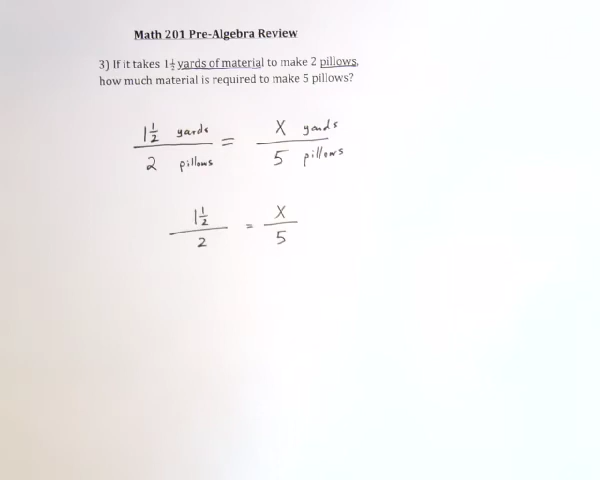 Math 201 Pre-Algebra Review
3) If it takes 1½ yards of material to make 2 pillows,
how much material is required to make 5 pillows?
1½ yards / 2 pillows = X yards / 5 pillows
1½ / 2 = X / 5